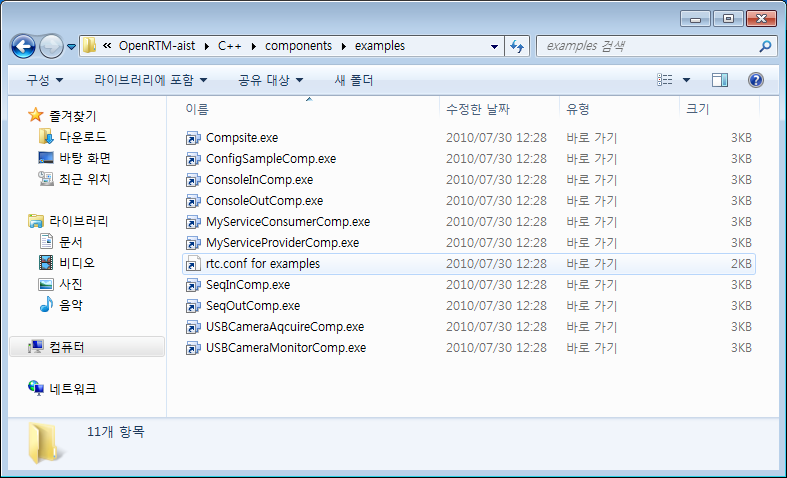 « OpenRTM-aist ▸ C++ ▸ components ▸ examples
examples 검색
구성 라이브러리에 포함 공유 대상 새 폴더
이름 수정한 날짜 유형 크기
즐겨찾기
다운로드
바탕 화면
최근 위치
라이브러리
문서
비디오
사진
음악
컴퓨터
네트워크
Compsite.exe 2010/07/30 12:28 바로 가기 3KB
ConfigSampleComp.exe 2010/07/30 12:28 바로 가기 3KB
ConsoleInComp.exe 2010/07/30 12:28 바로 가기 3KB
ConsoleOutComp.exe 2010/07/30 12:28 바로 가기 3KB
MyServiceConsumerComp.exe 2010/07/30 12:28 바로 가기 3KB
MyServiceProviderComp.exe 2010/07/30 12:28 바로 가기 3KB
rtc.conf for examples 2010/07/30 12:28 바로 가기 2KB
SeqInComp.exe 2010/07/30 12:28 바로 가기 3KB
SeqOutComp.exe 2010/07/30 12:28 바로 가기 3KB
USBCameraAqcuireComp.exe 2010/07/30 12:28 바로 가기 3KB
USBCameraMonitorComp.exe 2010/07/30 12:28 바로 가기 3KB
11개 항목